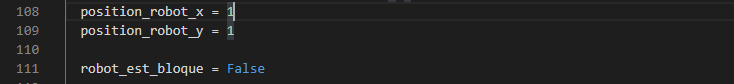 108 position_robot_x = 1
109 position_robot_y = 1
110
111 robot_est_bloque = False